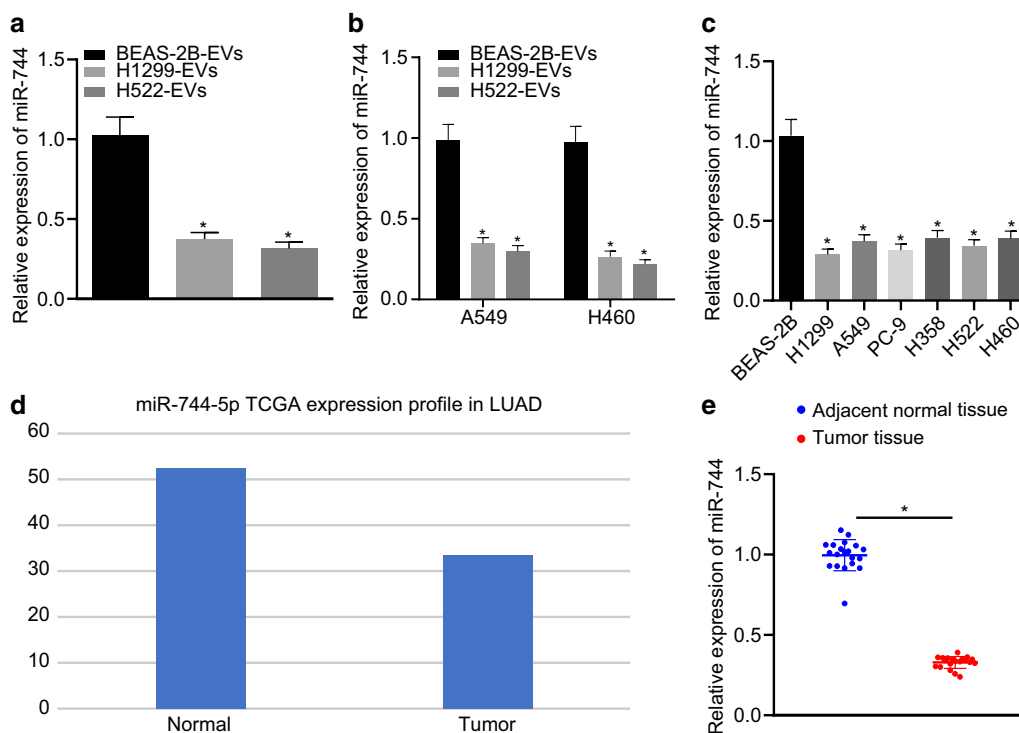 a
BEAS-2B-EVs
H1299-EVs
H522-EVs
Relative expression of miR-744
1.5
1.0
0.5
0.0
*
*
b
BEAS-2B-EVs
H1299-EVs
H522-EVs
Relative expression of miR-744
1.5
1.0
0.5
0.0
*
*
*
*
A549
H460
c
Relative expression of miR-744
1.5
1.0
0.5
0.0
*
*
*
*
*
*
BEAS-2B
H1299
A549
PC-9
H358
H522
H460
d
miR-744-5p TCGA expression profile in LUAD
60
50
40
30
20
10
0
Normal
Tumor
e
Adjacent normal tissue
Tumor tissue
Relative expression of miR-744
1.5
1.0
0.5
0.0
*